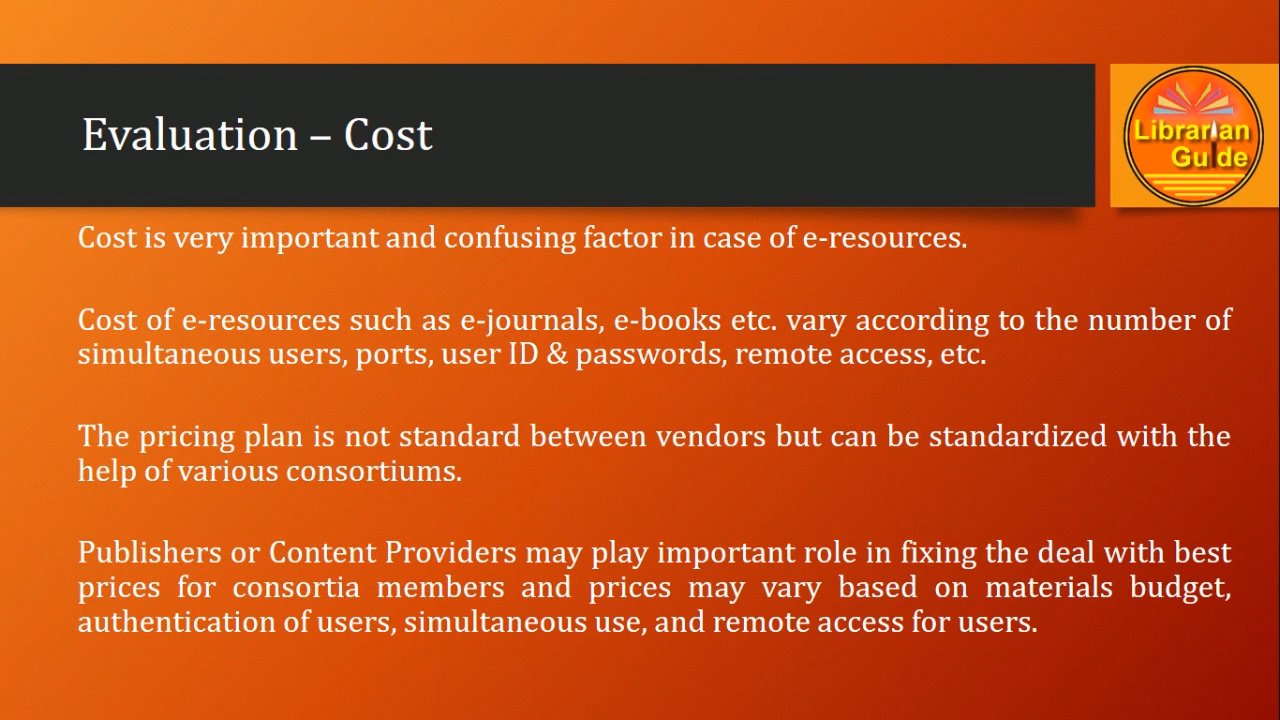 Evaluation – Cost
Librarian
Guide
Cost is very important and confusing factor in case of e-resources.
Cost of e-resources such as e-journals, e-books etc. vary according to the number of
simultaneous users, ports, user ID & passwords, remote access, etc.
The pricing plan is not standard between vendors but can be standardized with the
help of various consortiums.
Publishers or Content Providers may play important role in fixing the deal with best
prices for consortia members and prices may vary based on materials budget,
authentication of users, simultaneous use, and remote access for users.